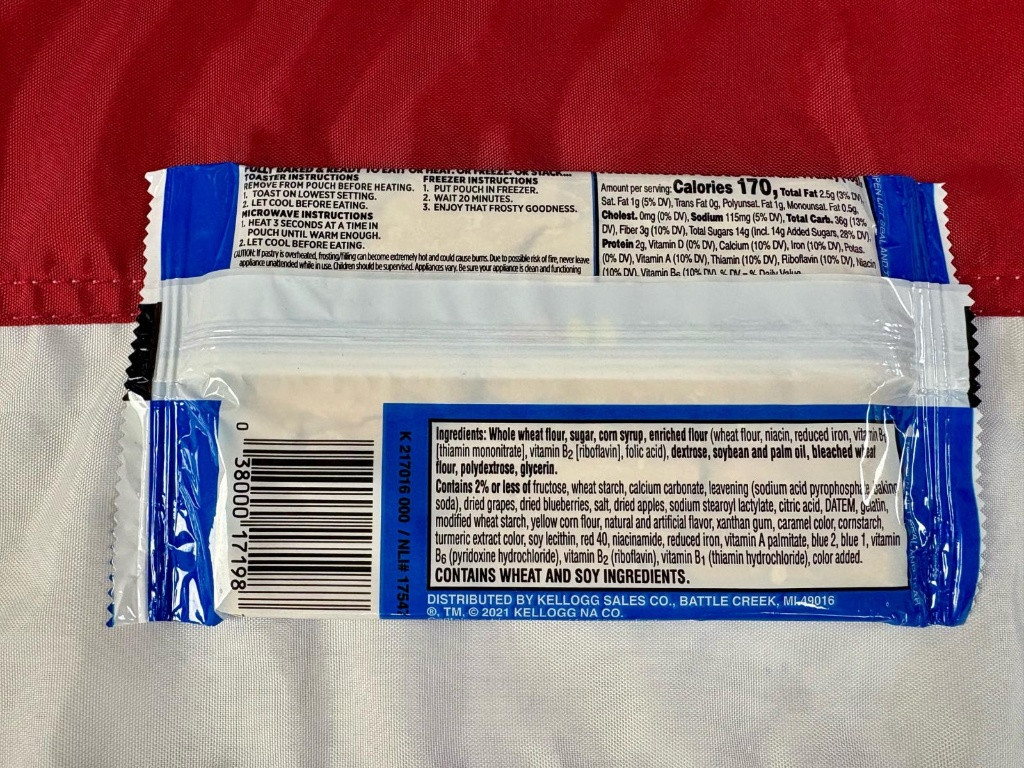 FULLY BAKED & READY TO EAT! OR HEAT. OR FREEZE. OR STACK...
TOASTER INSTRUCTIONS
REMOVE FROM POUCH BEFORE HEATING.
1. TOAST ON LOWEST SETTING.
2. LET COOL BEFORE EATING.
MICROWAVE INSTRUCTIONS
1. HEAT 3 SECONDS AT A TIME IN
POUCH UNTIL WARM ENOUGH.
2. LET COOL BEFORE EATING.
FREEZER INSTRUCTIONS
1. PUT POUCH IN FREEZER.
2. WAIT 20 MINUTES.
3. ENJOY THAT FROSTY GOODNESS.
CAUTION: If pastry is overheated, frosting/filling can become extremely hot and could cause burns. Due to possible risk of fire, never leave
appliance unattended while in use. Children should be supervised. Appliances vary. Be sure your appliance is clean and functioning
Amount per serving: Calories 170, Total Fat 2.5g (3% DV),
Sat. Fat 1g (5% DV), Trans Fat 0g, Polyunsat. Fat 1g, Monounsat. Fat 0.5g,
Cholest. 0mg (0% DV), Sodium 115mg (5% DV), Total Carb. 36g (13%
DV), Fiber 3g (10% DV), Total Sugars 14g (Incl. 14g Added Sugars, 28% DV),
Protein 2g, Vitamin D (0% DV), Calcium (10% DV), Iron (10% DV), Potas.
(0% DV), Vitamin A (10% DV), Thiamin (10% DV), Riboflavin (10% DV), Niacin
(10% DV), Vitamin B6 (10% DV). % DV = % Daily Value
0 38000 17198
K 217016 000 / NLI# 1754
Ingredients: Whole wheat flour, sugar, corn syrup, enriched flour (wheat flour, niacin, reduced iron, vitamin B1
[thiamin mononitrate], vitamin B2 [riboflavin], folic acid), dextrose, soybean and palm oil, bleached wheat
flour, polydextrose, glycerin.
Contains 2% or less of fructose, wheat starch, calcium carbonate, leavening (sodium acid pyrophosphate, baking
soda), dried grapes, dried blueberries, salt, dried apples, sodium stearoyl lactylate, citric acid, DATEM, gelatin,
modified wheat starch, yellow corn flour, natural and artificial flavor, xanthan gum, caramel color, cornstarch,
turmeric extract color, soy lecithin, red 40, niacinamide, reduced iron, vitamin A palmitate, blue 2, blue 1, vitamin
B6 (pyridoxine hydrochloride), vitamin B2 (riboflavin), vitamin B1 (thiamin hydrochloride), color added.
CONTAINS WHEAT AND SOY INGREDIENTS.
DISTRIBUTED BY KELLOGG SALES CO., BATTLE CREEK, MI 49016
®, TM, © 2021 KELLOGG NA CO.